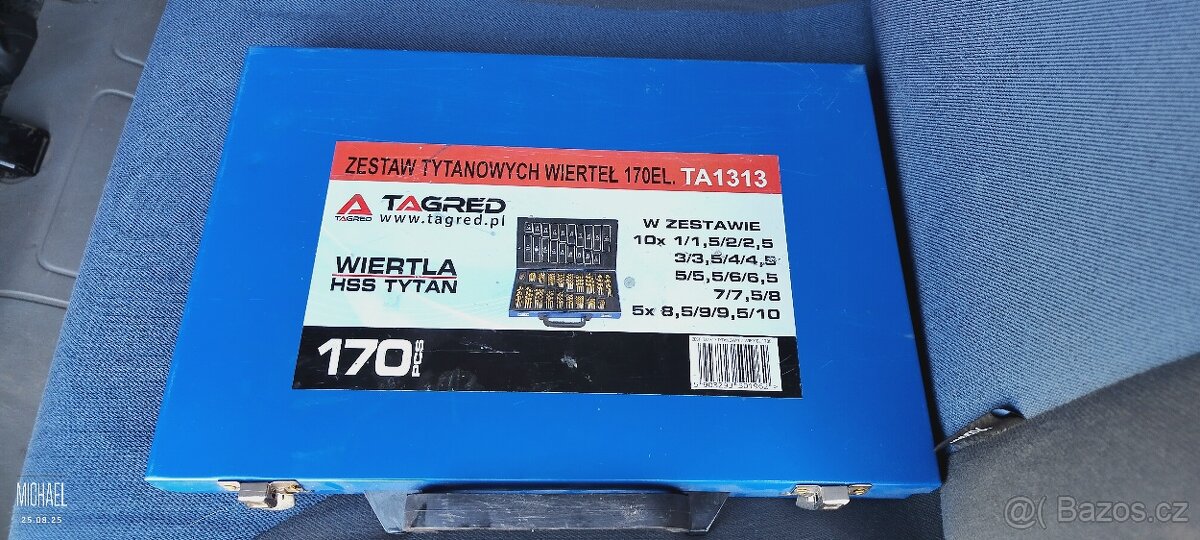 ZESTAW TYTANOWYCH WIERTEŁ 170EL. TA1313
TAGRED
TAGRED
www.tagred.pl
WIERTŁA
HSS TYTAN
W ZESTAWIE
10x 1/1,5/2/2,5
3/3,5/4/4,5
5/5,5/6/6,5
7/7,5/8
5x 8,5/9/9,5/10
170 PCS
MICHAEL
25.08.25
@( Bazos.cz